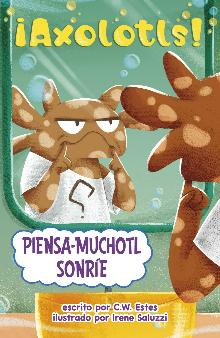 ¡Axolotls!
?
PIENSA-MUCHOTL
SONRÍE
escrito por C.W. Estes
ilustrado por Irene Saluzzi